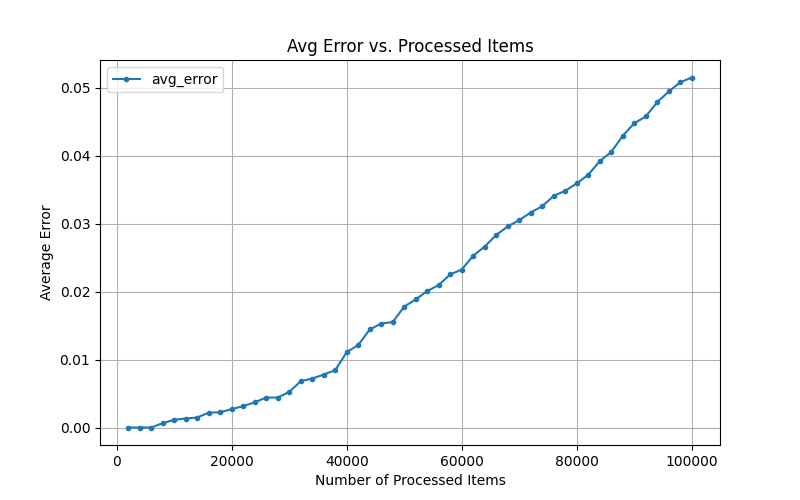 Avg Error vs. Processed Items
avg_error
0.05
0.04
0.03
0.02
0.01
0.00
Average Error
0 20000 40000 60000 80000 100000
Number of Processed Items